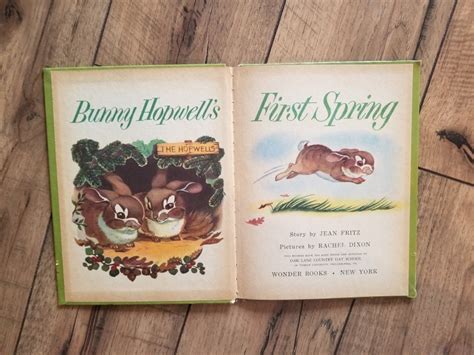 Bunny Hopwell's
THE HOPWELLS
First Spring
Story by JEAN FRITZ
Pictures by RACHEL DIXON
WONDER BOOKS • NEW YORK